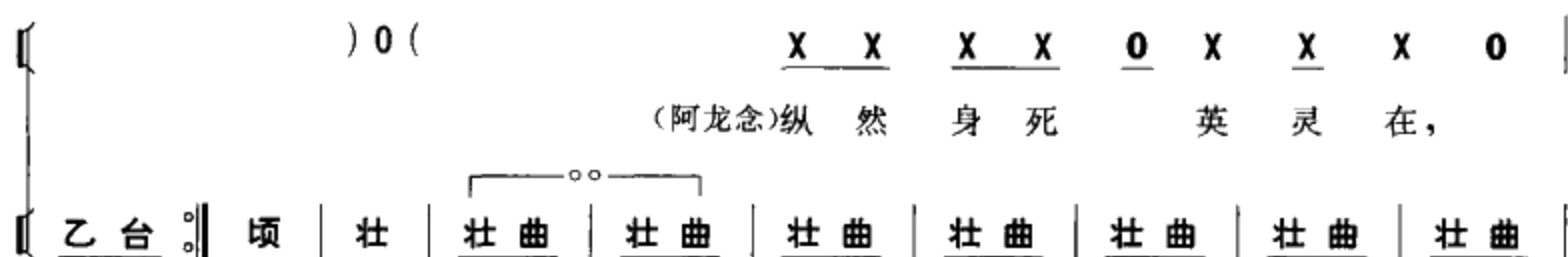 ) 0 (    X X X X 0 X X X 0
(阿龙念)纵 然 身 死 英 灵 在,
乙 台 顷 壮 壮 曲 壮 曲 壮 曲 壮 曲 壮 曲 壮 曲 壮 曲